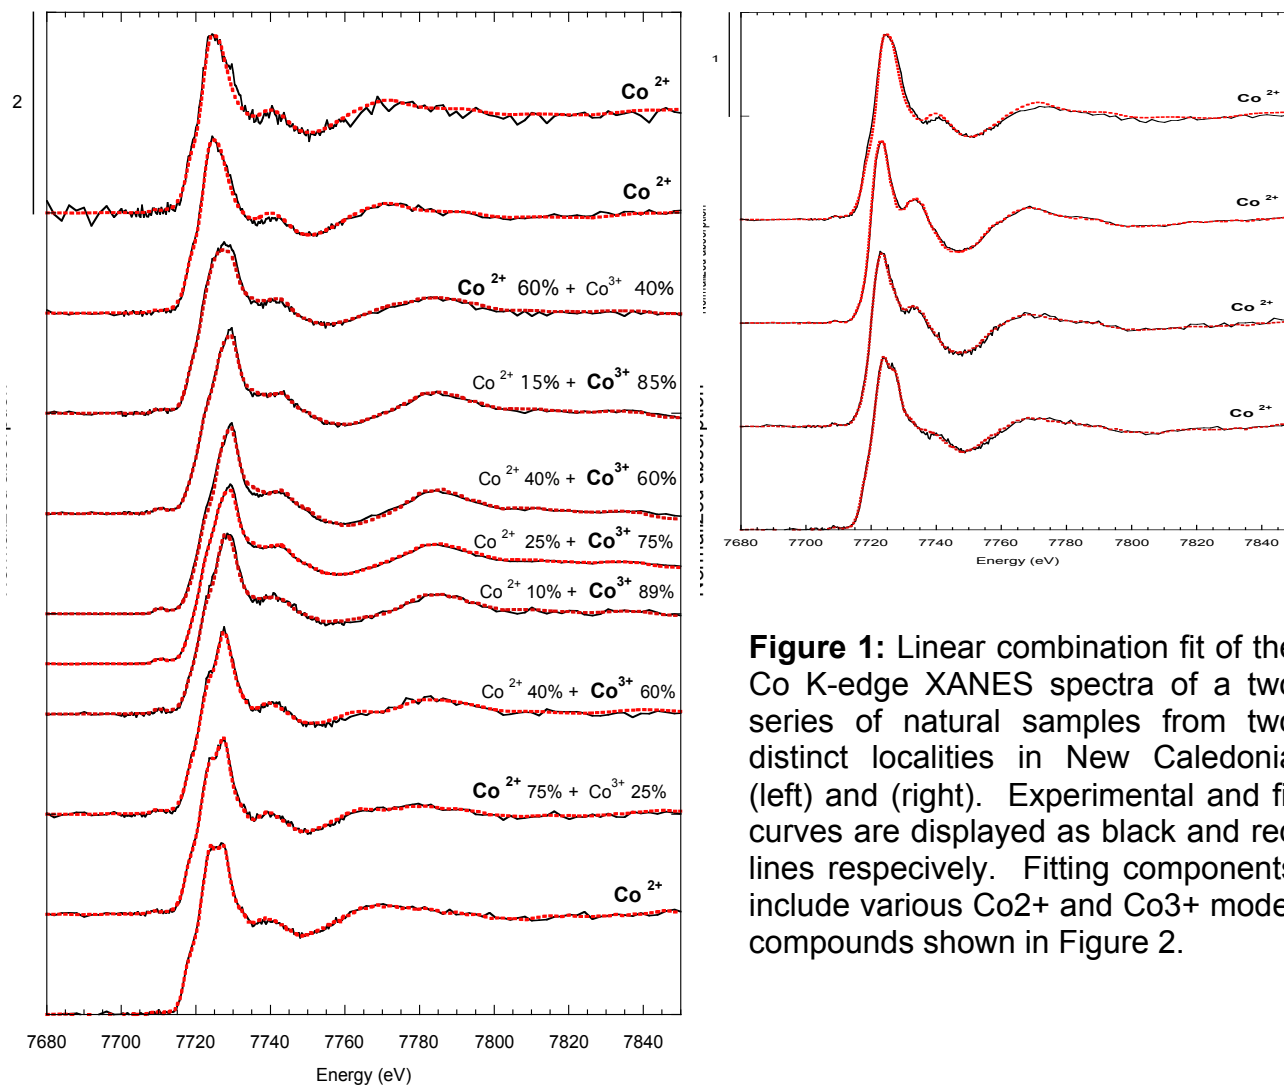 2
Co 2+
Co 2+
Co 2+ 60% + Co3+ 40%
Co 2+ 15% + Co3+ 85%
Co 2+ 40% + Co3+ 60%
Co 2+ 25% + Co3+ 75%
Co 2+ 10% + Co3+ 89%
Co 2+ 40% + Co3+ 60%
Co 2+ 75% + Co3+ 25%
Co 2+
7680 7700 7720 7740 7760 7780 7800 7820 7840
Energy (eV)
1
Co 2+
Co 2+
Co 2+
Co 2+
Normalized absorption
7680 7700 7720 7740 7760 7780 7800 7820 7840
Energy (eV)
Figure 1: Linear combination fit of the
Co K-edge XANES spectra of a two
series of natural samples from two
distinct localities in New Caledonia
(left) and (right). Experimental and fi
curves are displayed as black and red
lines respecively. Fitting components
include various Co2+ and Co3+ mode
compounds shown in Figure 2.